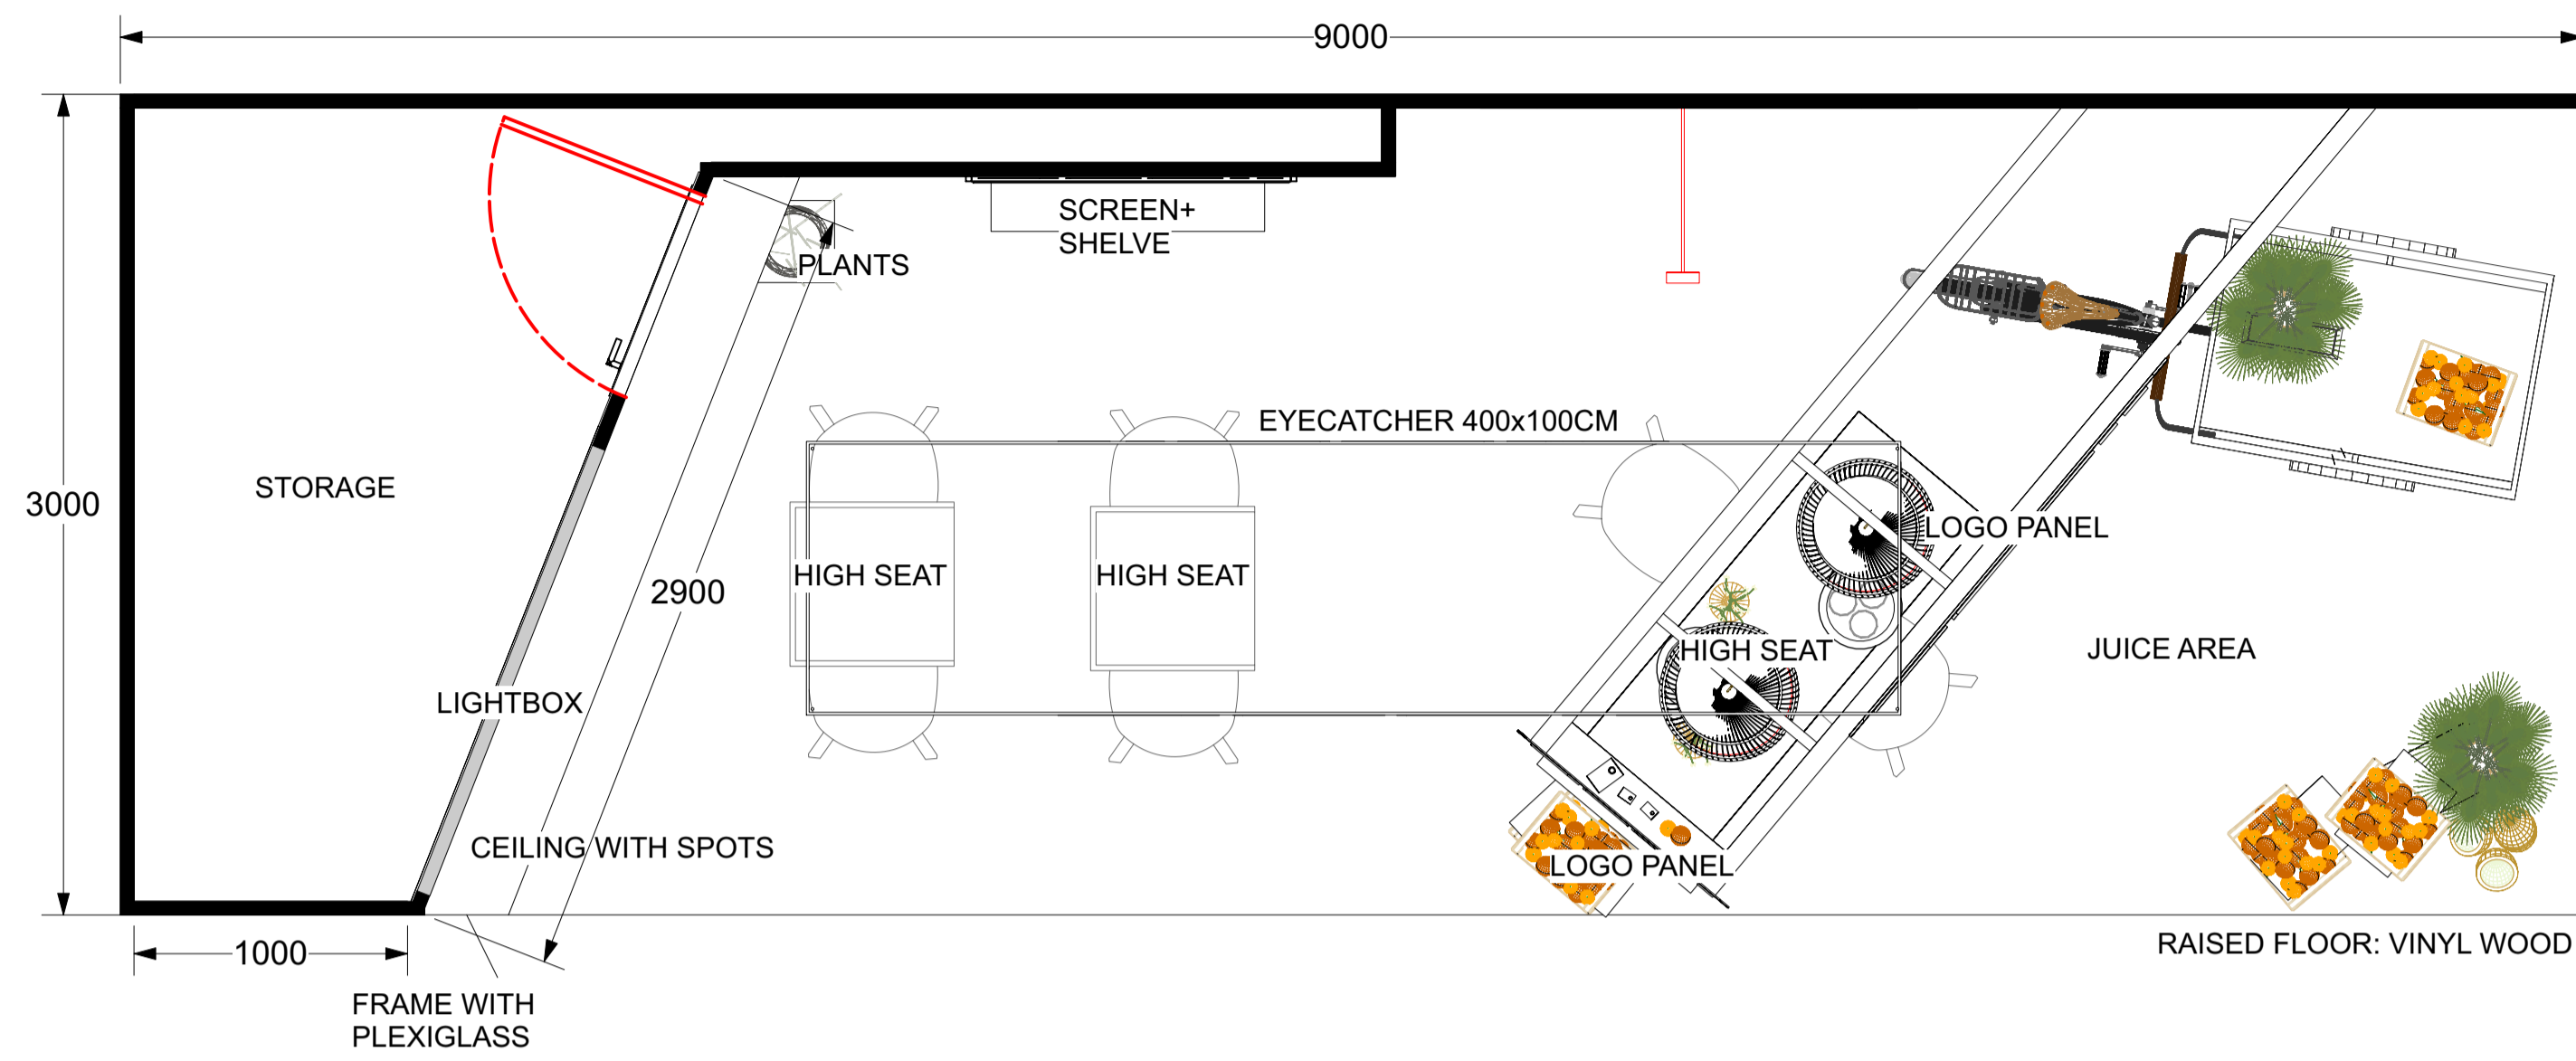 9000
SCREEN+
SHELVE
PLANTS
EYECATCHER 400x100CM
STORAGE
3000
LOGO PANEL
HIGH SEAT
HIGH SEAT
2900
HIGH SEAT
JUICE AREA
LIGHTBOX
CEILING WITH SPOTS
LOGO PANEL
RAISED FLOOR: VINYL WOOD
1000
FRAME WITH
PLEXIGLASS